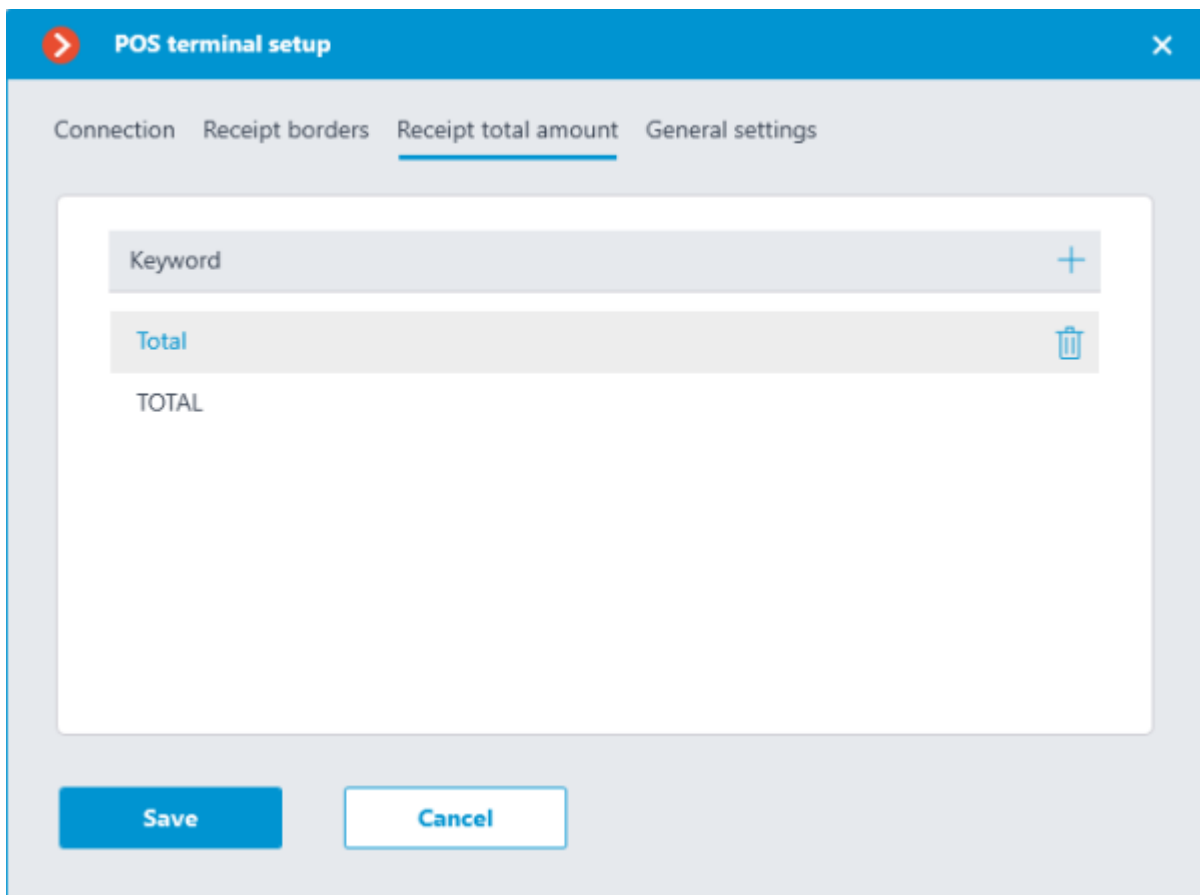 POS terminal setup
Connection Receipt borders Receipt total amount General settings
Keyword
Total
TOTAL
Save Cancel